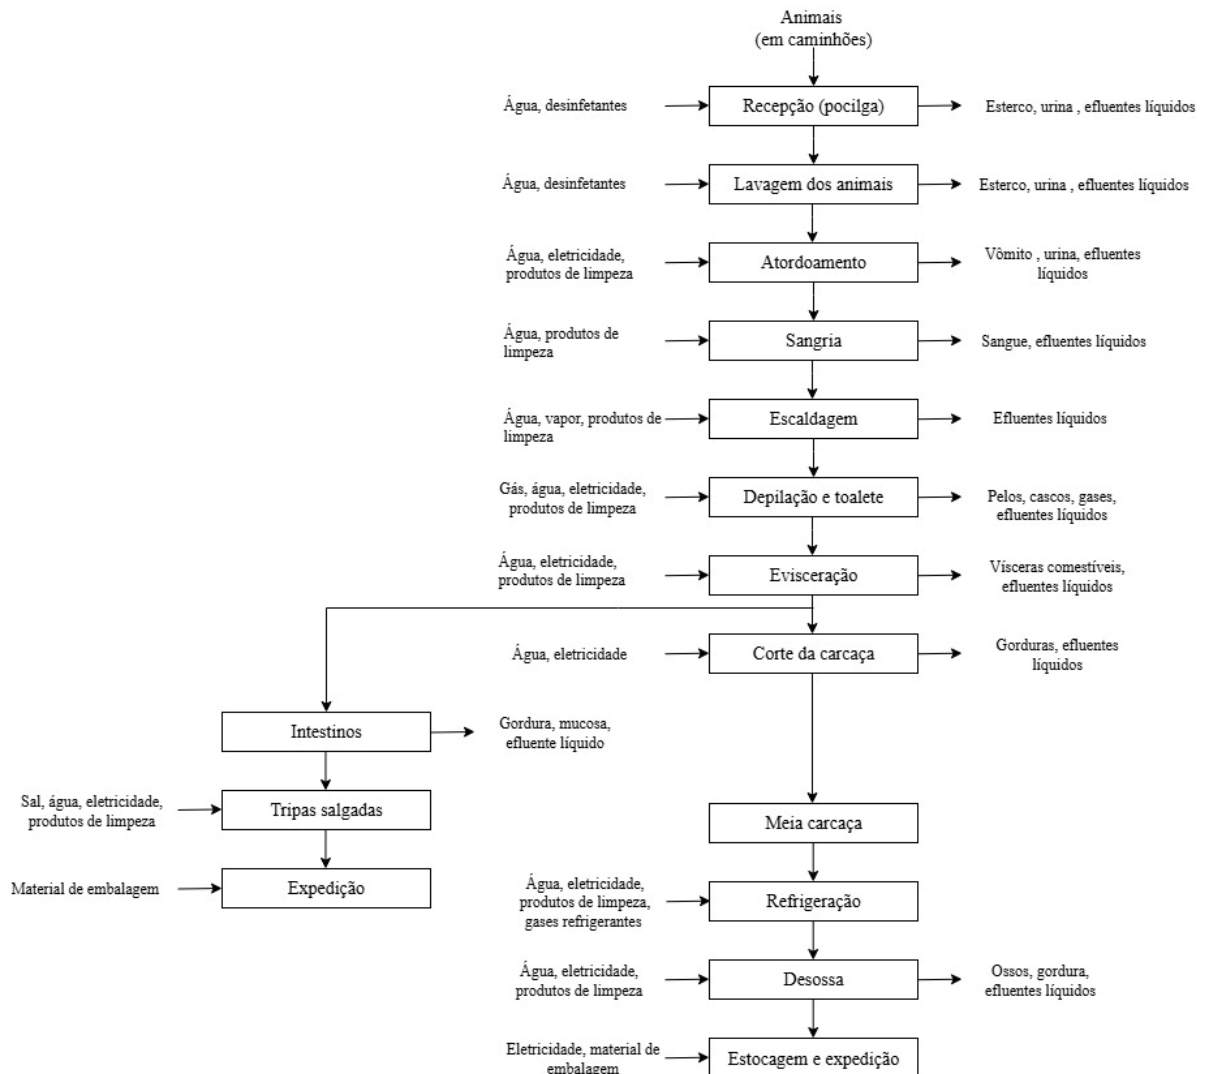 Animais
(em caminhões)
Água, desinfetantes
Recepção (pocilga)
Esterco, urina , efluentes líquidos
Água, desinfetantes
Lavagem dos animais
Esterco, urina , efluentes líquidos
Água, eletricidade,
produtos de limpeza
Atordoamento
Vômito , urina, efluentes
líquidos
Água, produtos de
limpeza
Sangria
Sangue, efluentes líquidos
Água, vapor, produtos de
limpeza
Escaldagem
Efluentes líquidos
Gás, água, eletricidade,
produtos de limpeza
Depilação e toalete
Pelos, cascos, gases,
efluentes líquidos
Água, eletricidade,
produtos de limpeza
Evisceração
Vísceras comestíveis,
efluentes líquidos
Água, eletricidade
Corte da carcaça
Gorduras, efluentes
líquidos
Intestinos
Gordura, mucosa,
efluente líquido
Sal, água, eletricidade,
produtos de limpeza
Tripas salgadas
Meia carcaça
Material de embalagem
Expedição
Água, eletricidade,
produtos de limpeza,
gases refrigerantes
Refrigeração
Água, eletricidade,
produtos de limpeza
Desossa
Ossos, gordura,
efluentes líquidos
Eletricidade, material de
embalagem
Estocagem e expedição